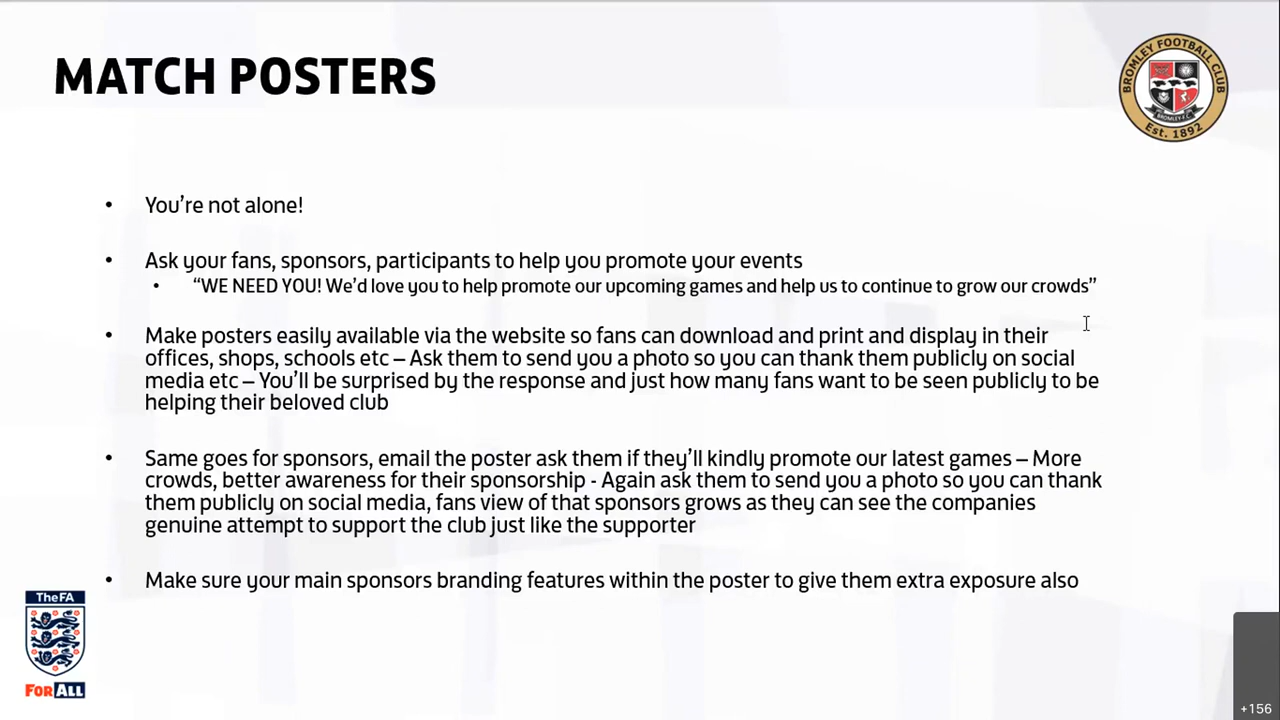 MATCH POSTERS
BROMLEY FOOTBALL CLUB
BROMLEY-F.C.
Est. 1892
• You're not alone!
• Ask your fans, sponsors, participants to help you promote your events
• “WE NEED YOU! We'd love you to help promote our upcoming games and help us to continue to grow our crowds”
• Make posters easily available via the website so fans can download and print and display in their
offices, shops, schools etc – Ask them to send you a photo so you can thank them publicly on social
media etc – You'll be surprised by the response and just how many fans want to be seen publicly to be
helping their beloved club
• Same goes for sponsors, email the poster ask them if they'll kindly promote our latest games – More
crowds, better awareness for their sponsorship - Again ask them to send you a photo so you can thank
them publicly on social media, fans view of that sponsors grows as they can see the companies
genuine attempt to support the club just like the supporter
• Make sure your main sponsors branding features within the poster to give them extra exposure also
The FA
FOR ALL
+156